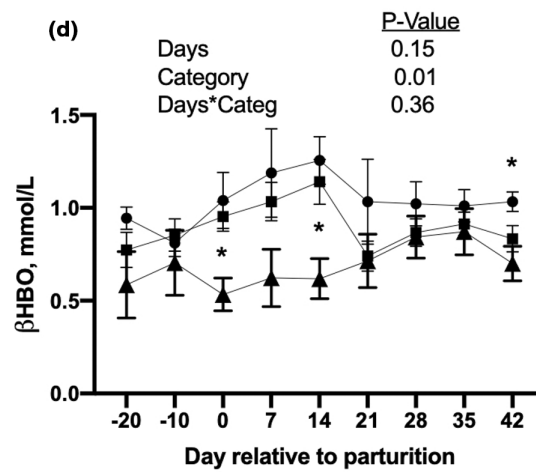 (d)
P-Value
Days 0.15
Category 0.01
Days*Categ 0.36
1.5
*
1.0
*
*
0.5
0.0
βHBO, mmol/L
-20 -10 0 7 14 21 28 35 42
Day relative to parturition